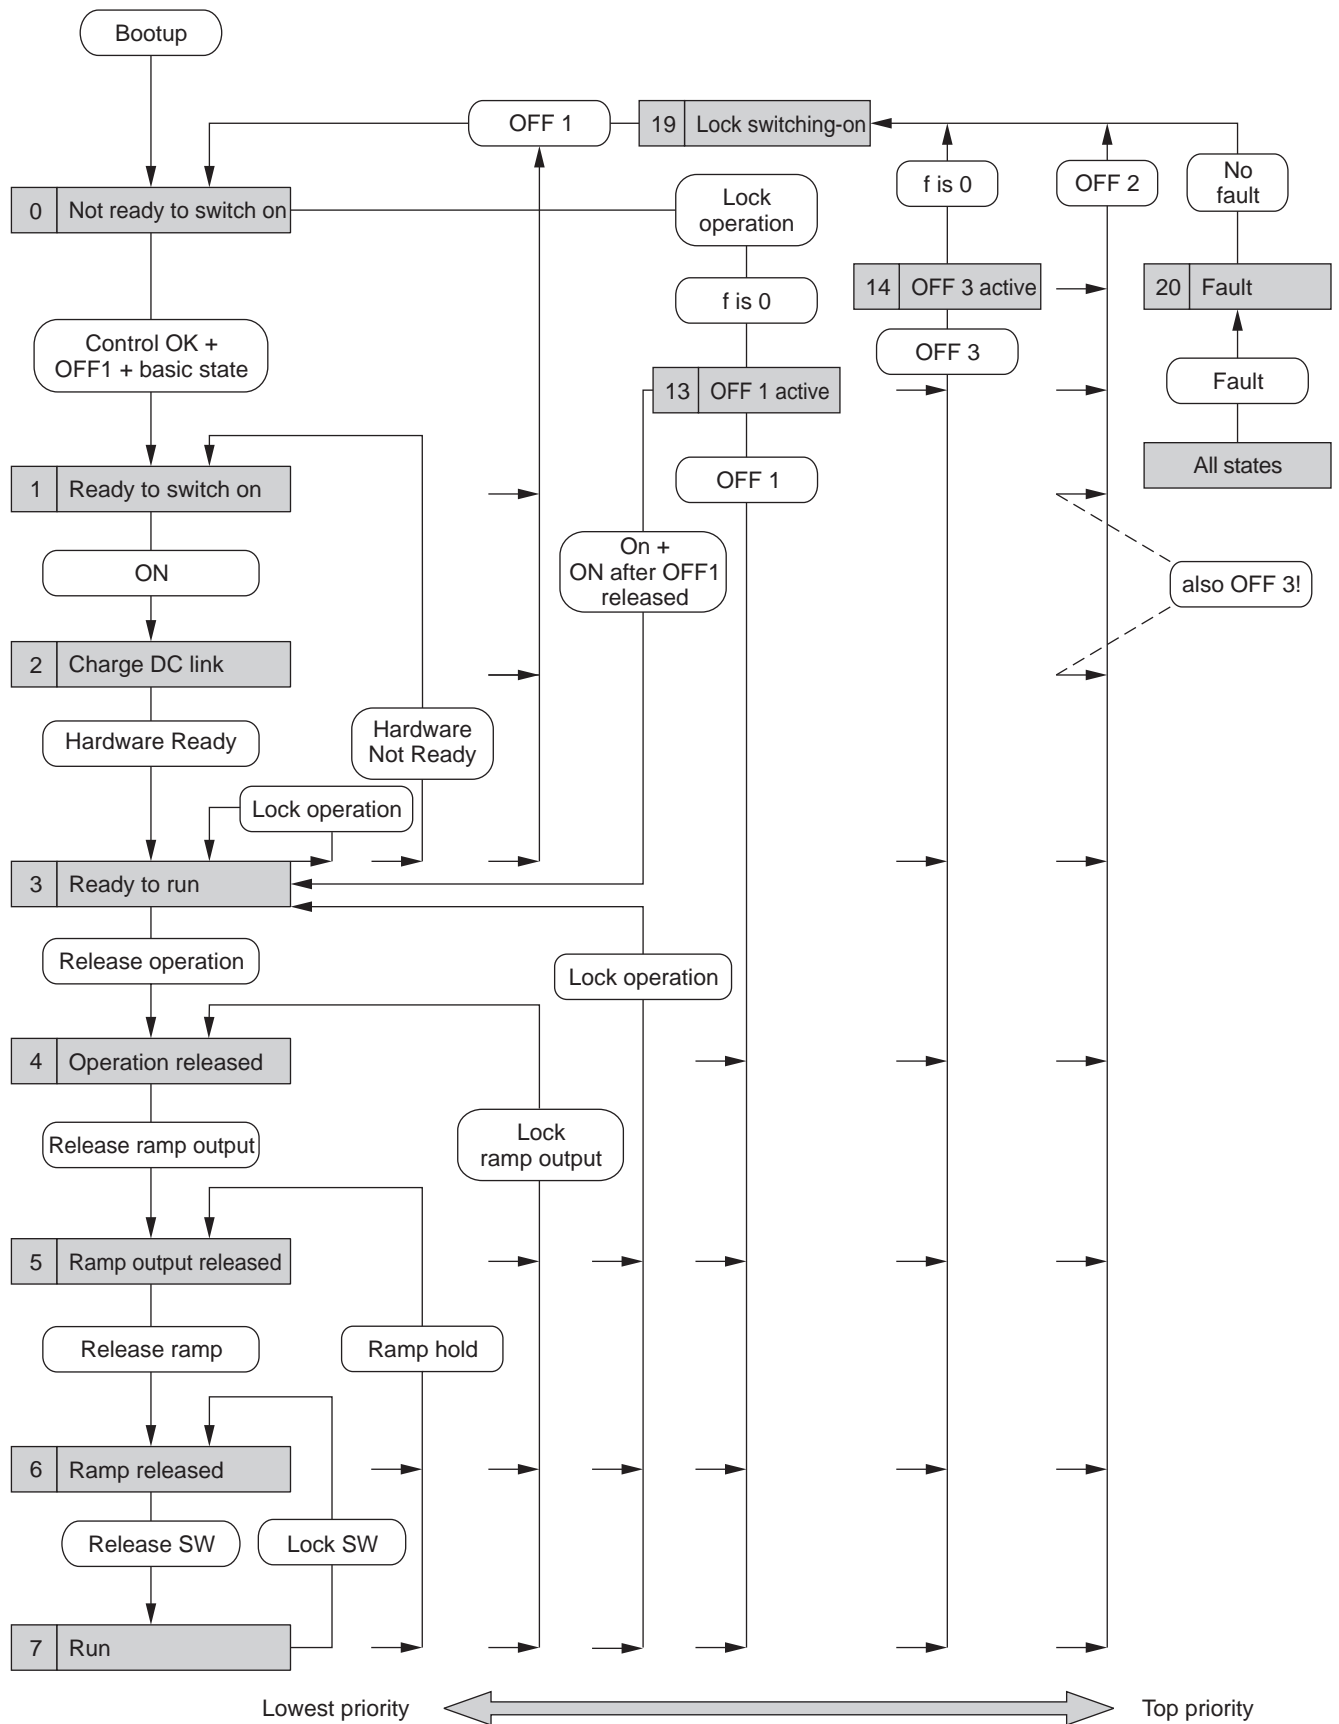 Bootup
OFF 1
19 Lock switching-on
f is 0
OFF 2
No
fault
0 Not ready to switch on
Lock
operation
f is 0
14 OFF 3 active
20 Fault
Control OK +
OFF1 + basic state
OFF 3
13 OFF 1 active
Fault
All states
1 Ready to switch on
OFF 1
ON
On +
ON after OFF1
released
also OFF 3!
2 Charge DC link
Hardware Ready
Hardware
Not Ready
Lock operation
3 Ready to run
Release operation
Lock operation
4 Operation released
Release ramp output
Lock
ramp output
5 Ramp output released
Release ramp
Ramp hold
6 Ramp released
Release SW
Lock SW
7 Run
Lowest priority
Top priority